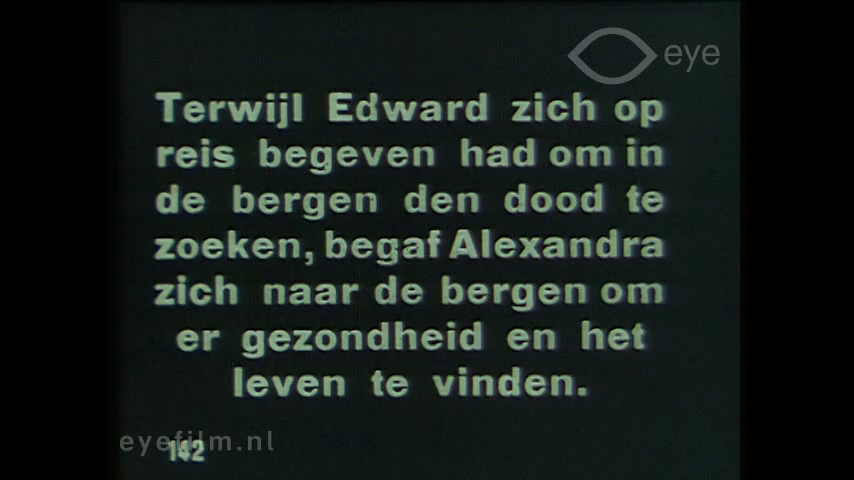 eye
Terwijl Edward zich op
reis begeven had om in
de bergen den dood te
zoeken, begaf Alexandra
zich naar de bergen om
er gezondheid en het
leven te vinden.
eyefilm.nl
142